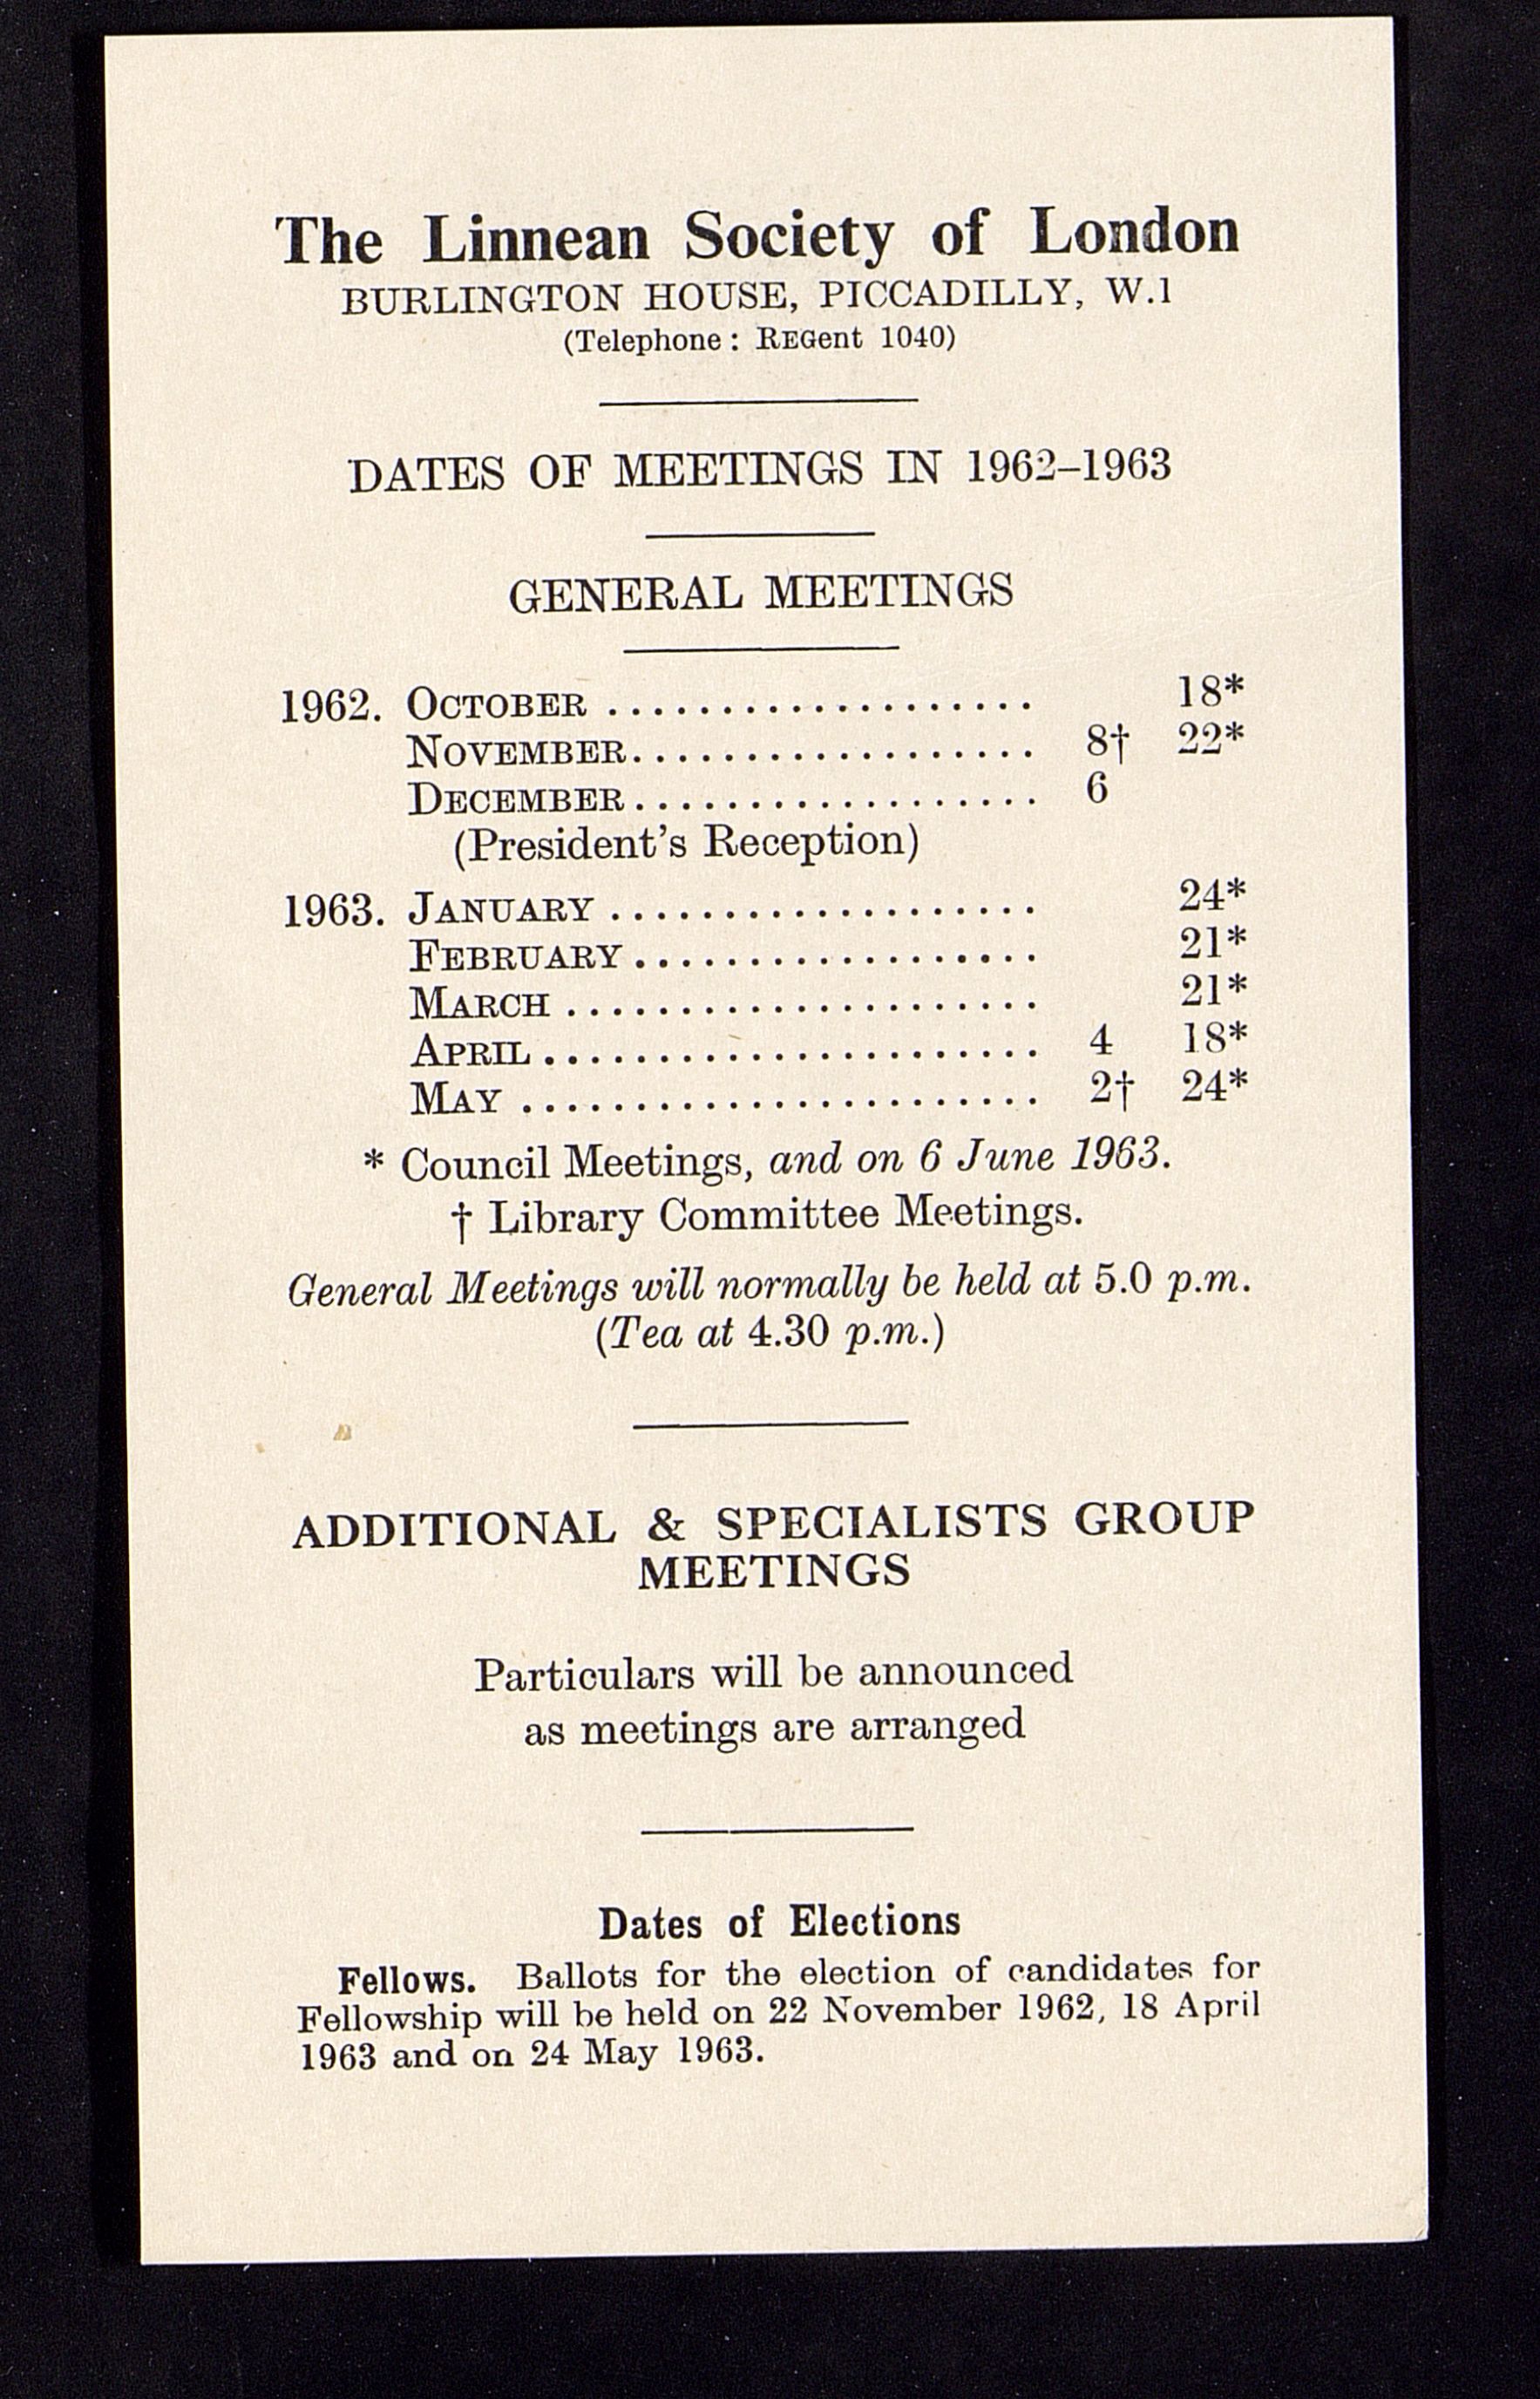 The Linnean Society of London
BURLINGTON HOUSE, PICCADILLY, W.1
(Telephone: REGent 1040)
DATES OF MEETINGS IN 1962–1963
GENERAL MEETINGS
1962. OCTOBER ................... 18*
NOVEMBER.................. 8† 22*
DECEMBER.................. 6
(President's Reception)
1963. JANUARY ................... 24*
FEBRUARY.................. 21*
MARCH ..................... 21*
APRIL...................... 4 18*
MAY ....................... 2† 24*
* Council Meetings, and on 6 June 1963.
† Library Committee Meetings.
General Meetings will normally be held at 5.0 p.m.
(Tea at 4.30 p.m.)
ADDITIONAL & SPECIALISTS GROUP
MEETINGS
Particulars will be announced
as meetings are arranged
Dates of Elections
Fellows. Ballots for the election of candidates for
Fellowship will be held on 22 November 1962, 18 April
1963 and on 24 May 1963.